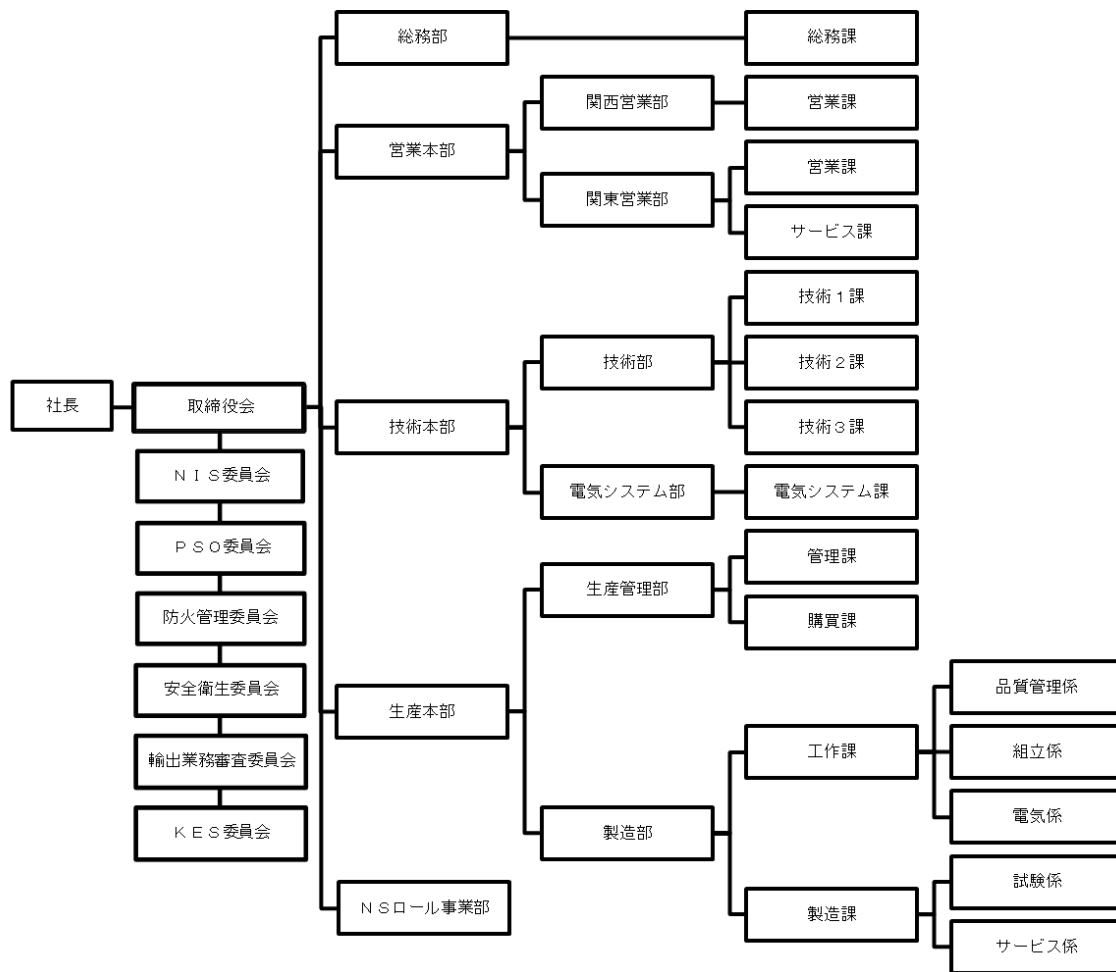 総務部
総務課
関西営業部
営業課
営業本部
営業課
関東営業部
サービス課
技術１課
技術部
技術２課
社長
取締役会
技術本部
技術３課
ＮＩＳ委員会
電気システム部
電気システム課
ＰＳＯ委員会
管理課
生産管理部
防火管理委員会
購買課
安全衛生委員会
品質管理係
生産本部
輸出業務審査委員会
工作課
組立係
ＫＥＳ委員会
製造部
電気係
試験係
ＮＳロール事業部
製造課
サービス係